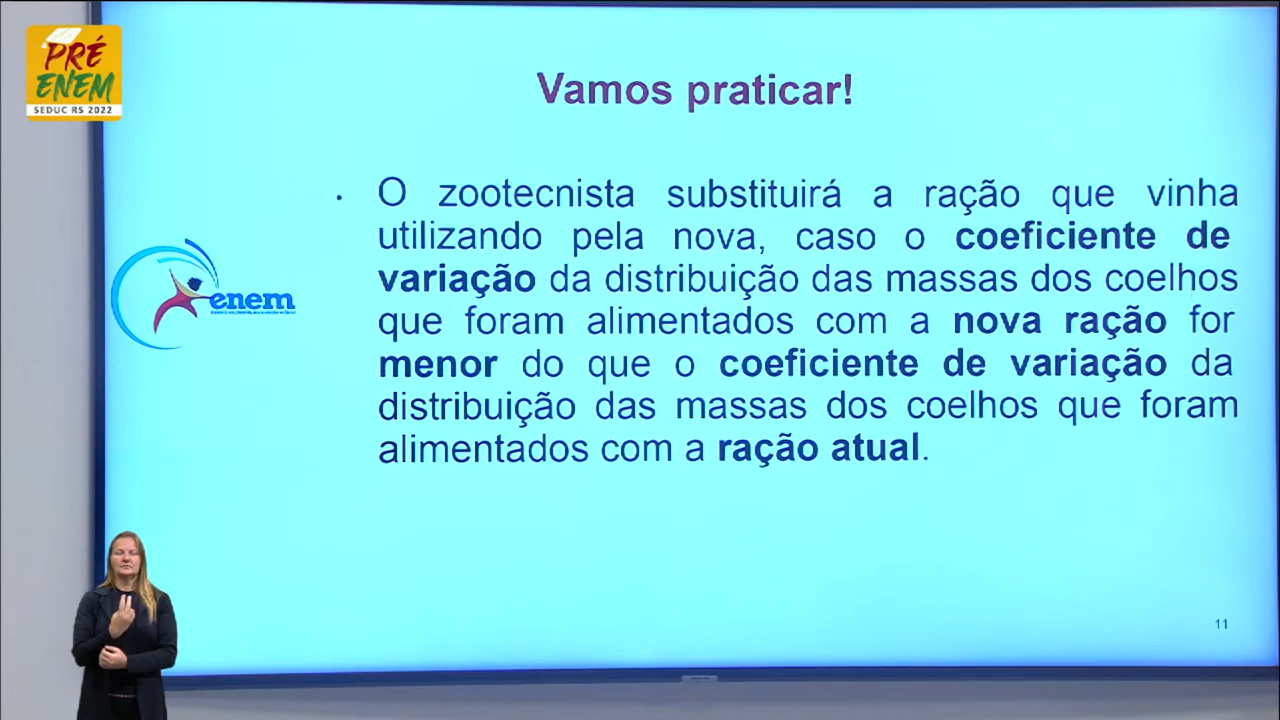 PRÉ
ENEM
SEDUC RS 2022
Vamos praticar!
• O zootecnista substituirá a ração que vinha
utilizando pela nova, caso o coeficiente de
variação da distribuição das massas dos coelhos
que foram alimentados com a nova ração for
menor do que o coeficiente de variação da
distribuição das massas dos coelhos que foram
alimentados com a ração atual.
enem
11